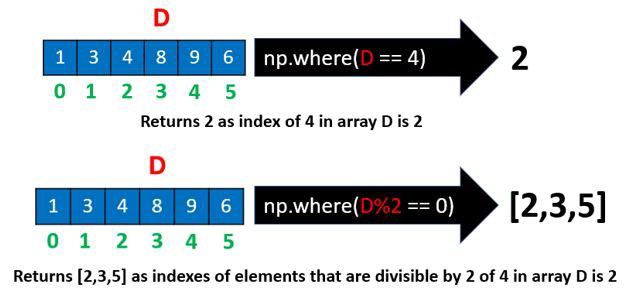 D
1 3 4 8 9 6 np.where(D == 4) 2
0 1 2 3 4 5
Returns 2 as index of 4 in array D is 2
D
1 3 4 8 9 6 np.where(D%2 == 0) [2,3,5]
0 1 2 3 4 5
Returns [2,3,5] as indexes of elements that are divisible by 2 of 4 in array D is 2